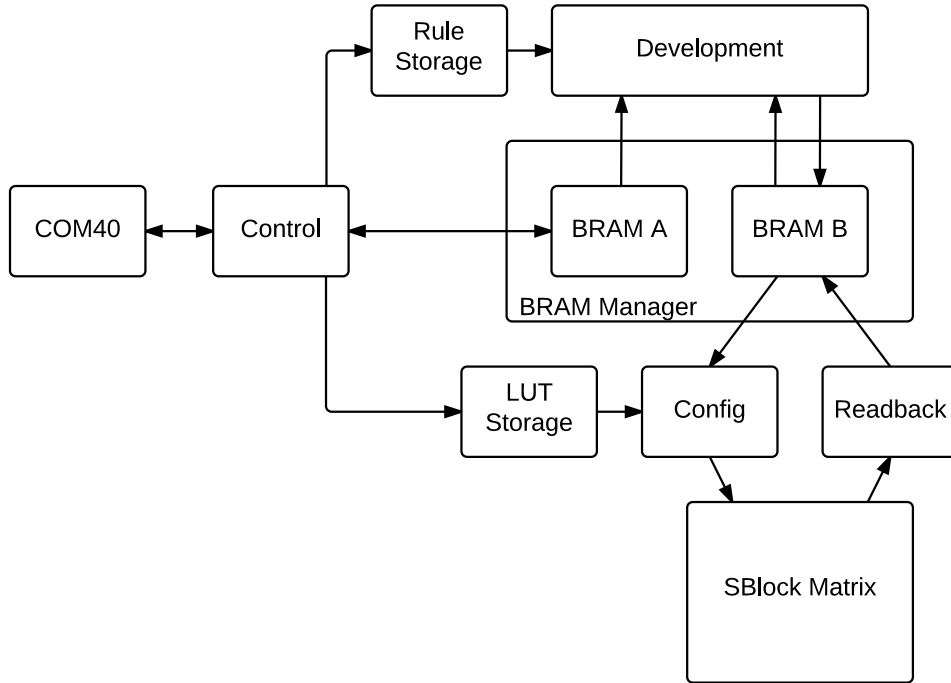 Rule
Storage
Development
COM40
Control
BRAM A
BRAM B
BRAM Manager
LUT
Storage
Config
Readback
SBlock Matrix